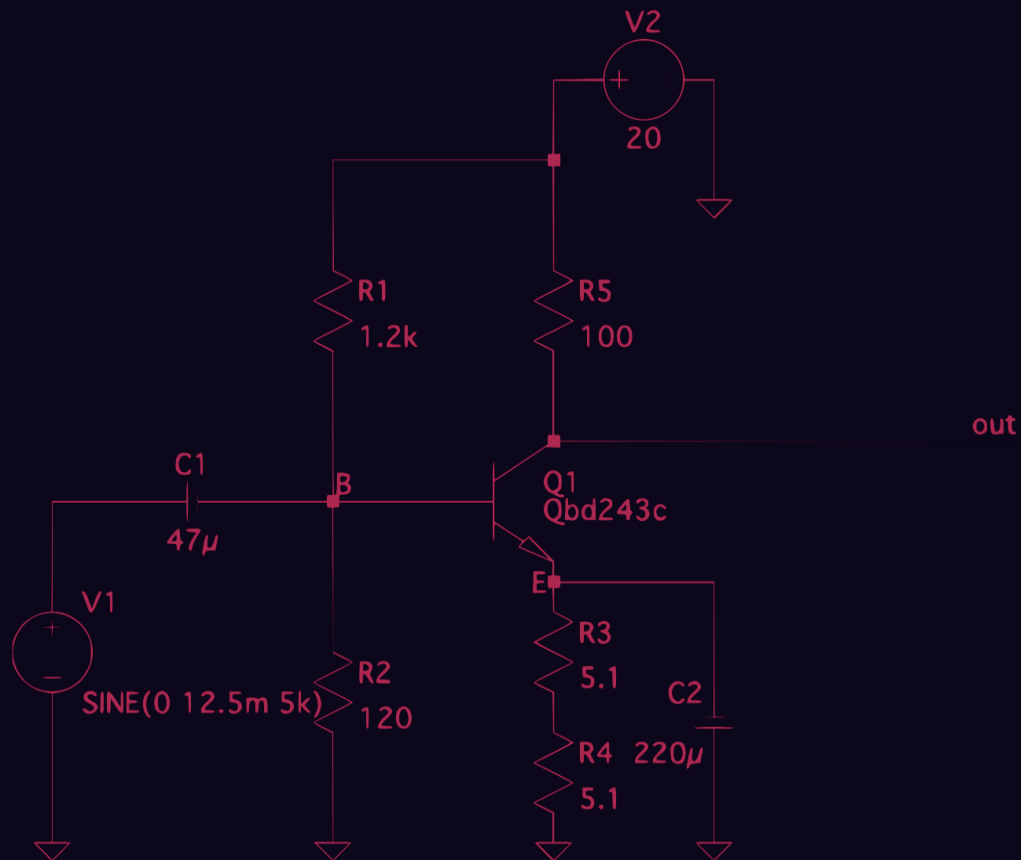 V2
20
R1
1.2k
R5
100
out
C1
47µ
B
Q1
Qbd243c
E
V1
SINE(0 12.5m 5k)
R2
120
R3
5.1
C2
220µ
R4
5.1